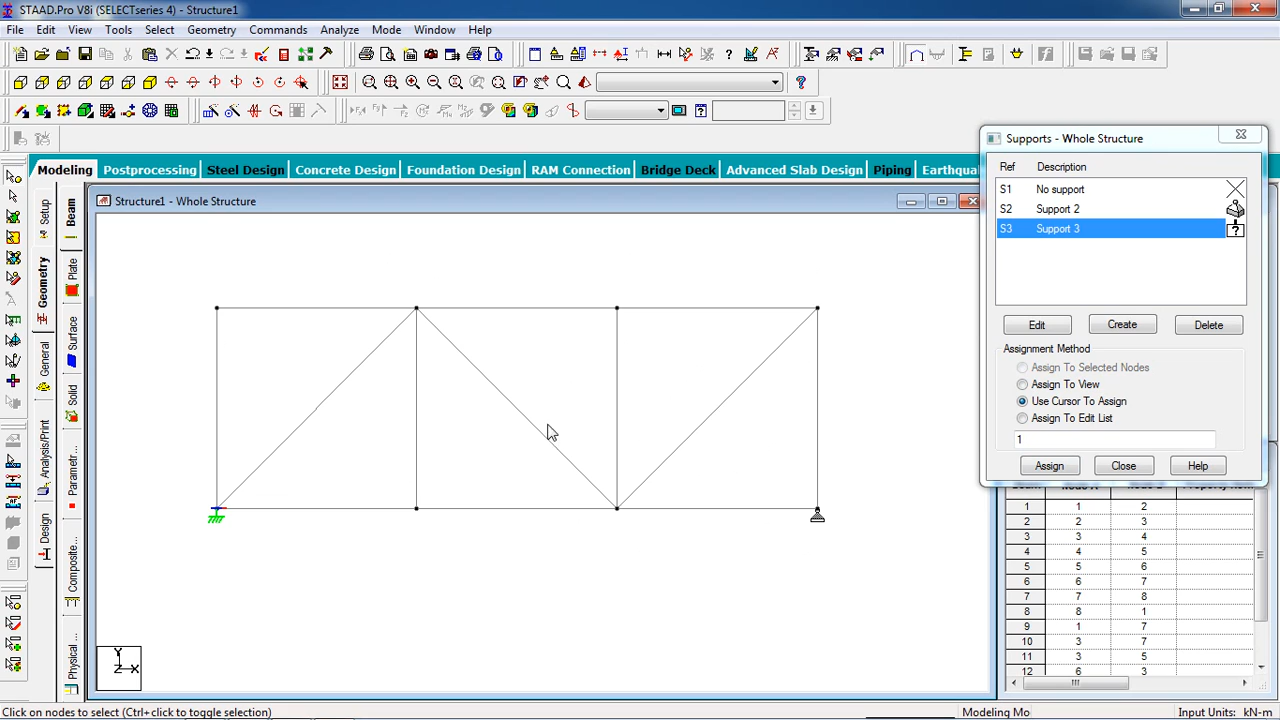 STAAD.Pro V8i (SELECTseries 4) - Structure1
File Edit View Tools Select Geometry Commands Analyze Mode Window Help
Modeling Postprocessing Steel Design Concrete Design Foundation Design RAM Connection Bridge Deck Advanced Slab Design Piping Earthqua
Structure1 - Whole Structure
Setup
Geometry
General
Analysis/Print
Design
Beam
Plate
Surface
Solid
Parametr...
Composite...
Physical ...
Y
Z X
Supports - Whole Structure
Ref Description
S1 No support
S2 Support 2
S3 Support 3
Edit Create Delete
Assignment Method
Assign To Selected Nodes
Assign To View
Use Cursor To Assign
Assign To Edit List
1
Assign Close Help
1 1 2
2 2 3
3 3 4
4 4 5
5 5 6
6 6 7
7 7 8
8 8 1
9 1 7
10 3 7
11 3 5
12 6 3
Click on nodes to select (Ctrl+click to toggle selection) Modeling Mo Input Units: kN-m